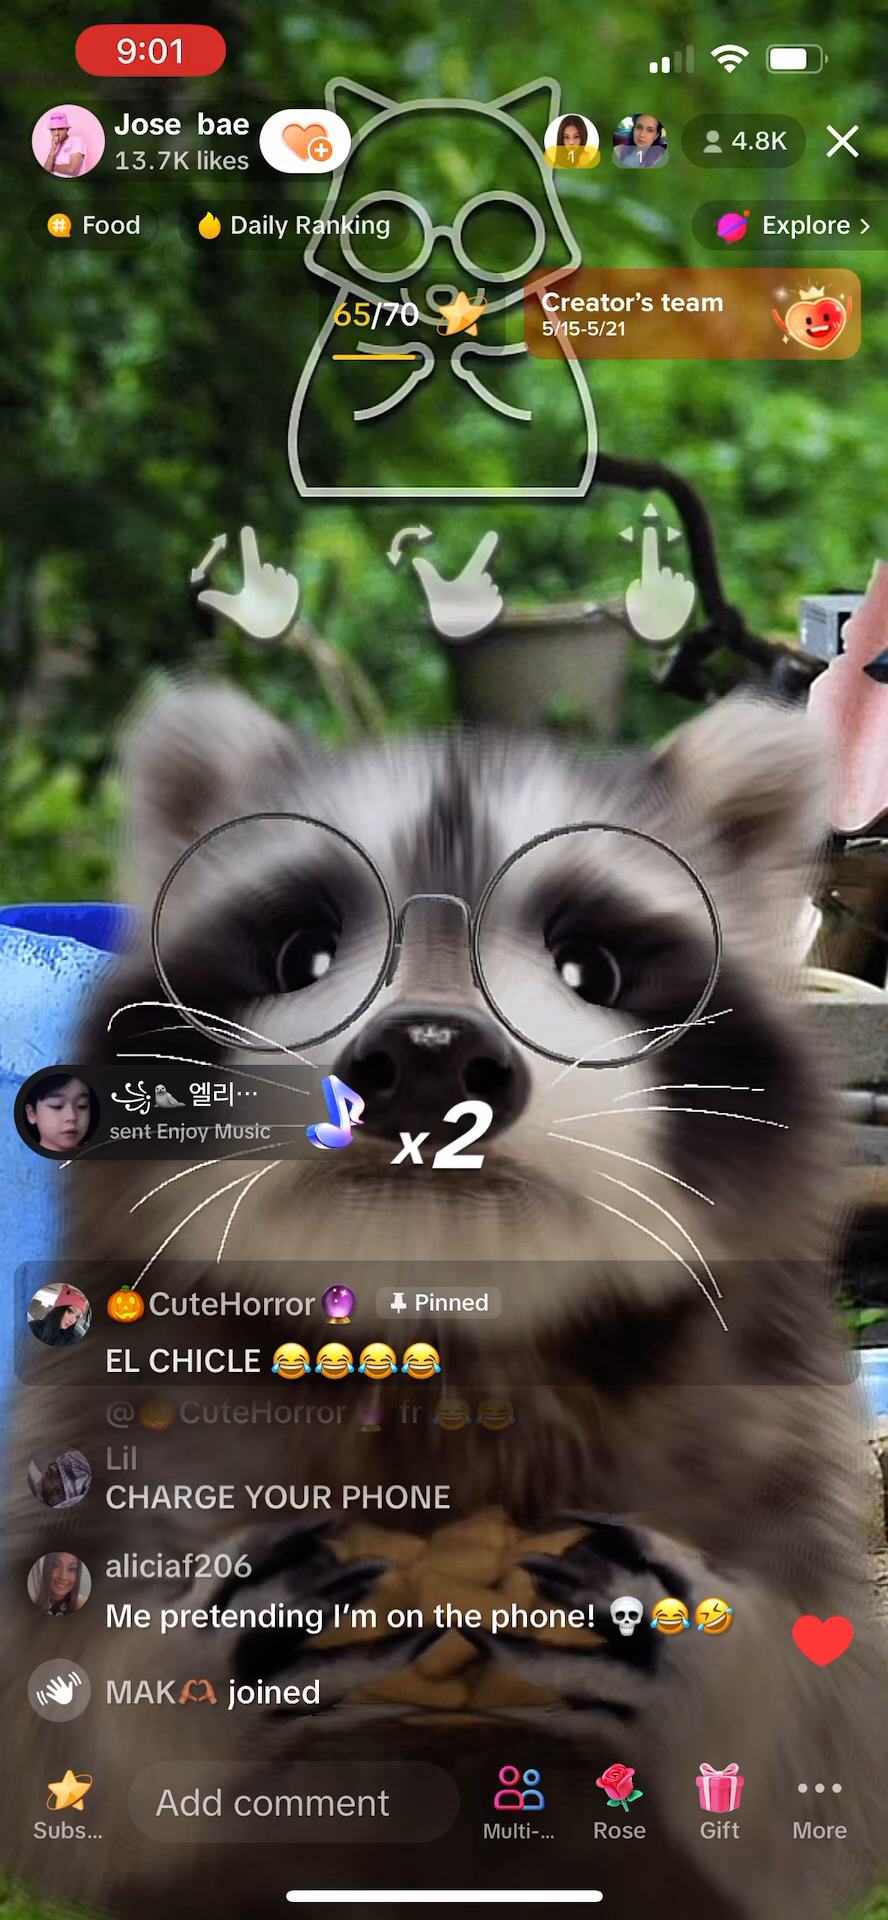 9:01
Jose bae
13.7K likes
1
1
4.8K
Food
Daily Ranking
Explore >
65/70
Creator's team
5/15-5/21
엘리...
sent Enjoy Music
x2
🎃CuteHorror🔮 Pinned
EL CHICLE 😂😂😂😂
@🎃CuteHorror🔮 fr 😂😂
Lil
CHARGE YOUR PHONE
aliciaf206
Me pretending I'm on the phone! 💀😂🤣
MAK🫶🏾 joined
Subs...
Add comment
Multi-...
Rose
Gift
More